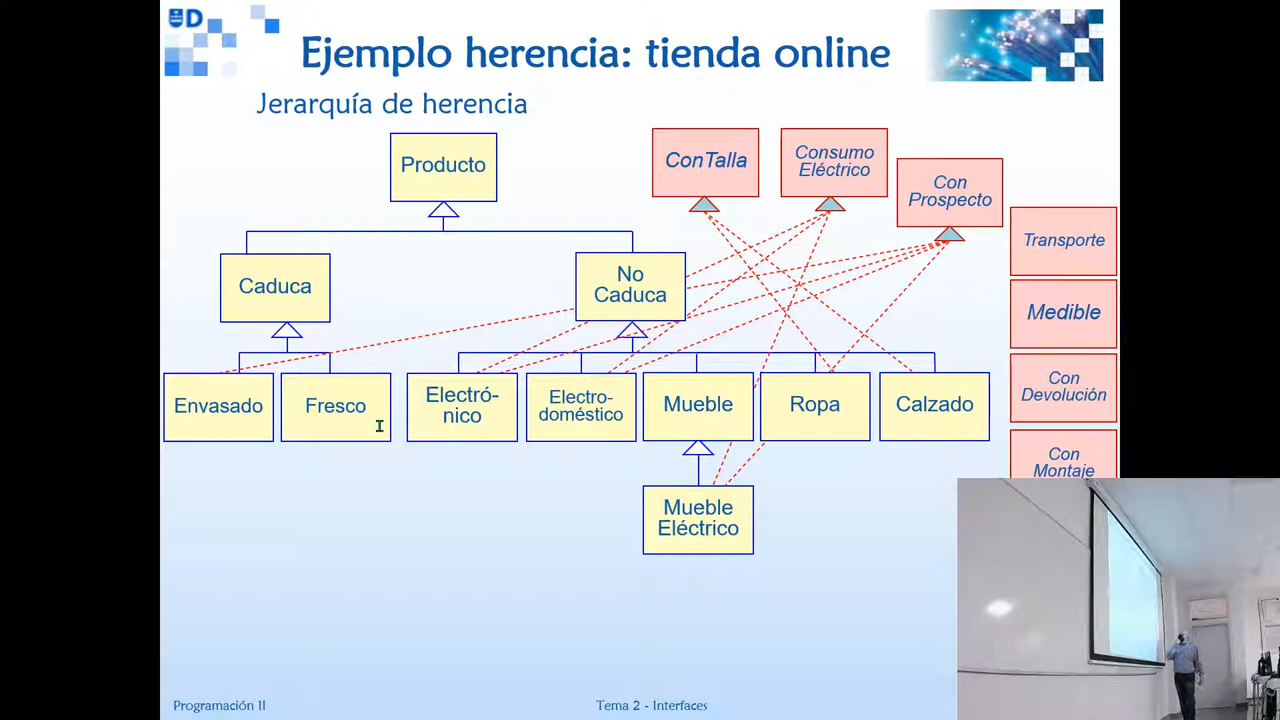 UD
Ejemplo herencia: tienda online
Jerarquía de herencia
Producto
ConTalla
Consumo
Eléctrico
Con
Prospecto
Transporte
Caduca
No
Caduca
Medible
Con
Devolución
Envasado
Fresco
Electró-
nico
Electro-
doméstico
Mueble
Ropa
Calzado
Con
Montaje
Mueble
Eléctrico
Programación II
Tema 2 - Interfaces